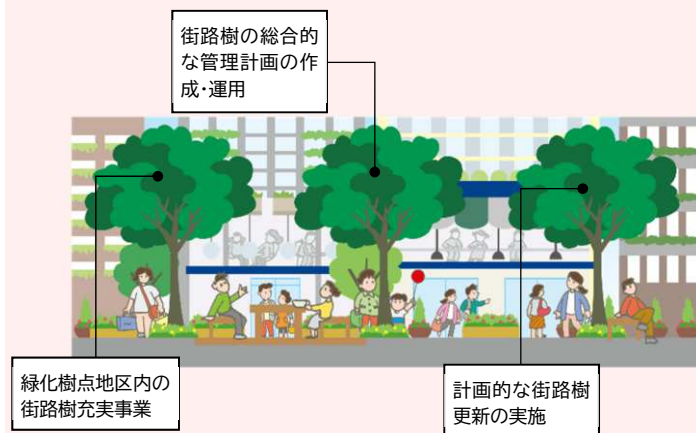 街路樹の総合的
な管理計画の作
成・運用
緑化樹点地区内の
街路樹充実事業
計画的な街路樹
更新の実施